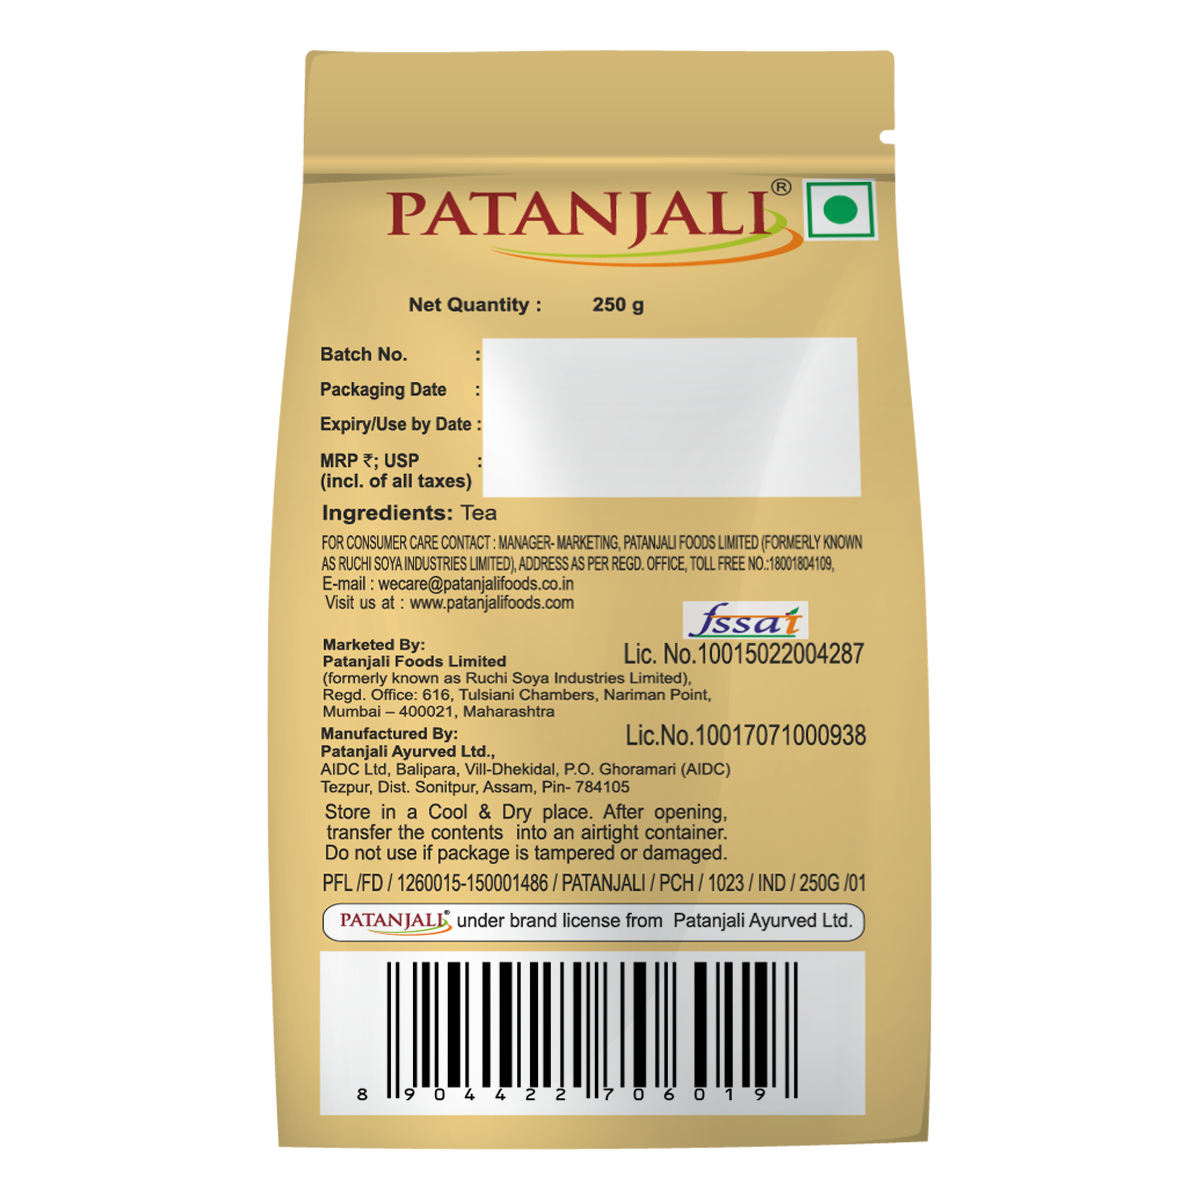 PATANJALI®
Net Quantity : 250 g
Batch No. :
Packaging Date :
Expiry/Use by Date :
MRP ₹; USP :
(incl. of all taxes)
Ingredients: Tea
FOR CONSUMER CARE CONTACT : MANAGER- MARKETING, PATANJALI FOODS LIMITED (FORMERLY KNOWN
AS RUCHI SOYA INDUSTRIES LIMITED), ADDRESS AS PER REGD. OFFICE, TOLL FREE NO.:18001804109,
E-mail : wecare@patanjalifoods.co.in
Visit us at : www.patanjalifoods.com
fssai
Lic. No.10015022004287
Marketed By:
Patanjali Foods Limited
(formerly known as Ruchi Soya Industries Limited),
Regd. Office: 616, Tulsiani Chambers, Nariman Point,
Mumbai – 400021, Maharashtra
Lic.No.10017071000938
Manufactured By:
Patanjali Ayurved Ltd.,
AIDC Ltd, Balipara, Vill-Dhekidal, P.O. Ghoramari (AIDC)
Tezpur, Dist. Sonitpur, Assam, Pin- 784105
Store in a Cool & Dry place. After opening,
transfer the contents into an airtight container.
Do not use if package is tampered or damaged.
PFL /FD / 1260015-150001486 / PATANJALI / PCH / 1023 / IND / 250G /01
PATANJALI® under brand license from Patanjali Ayurved Ltd.
8 904422 706019